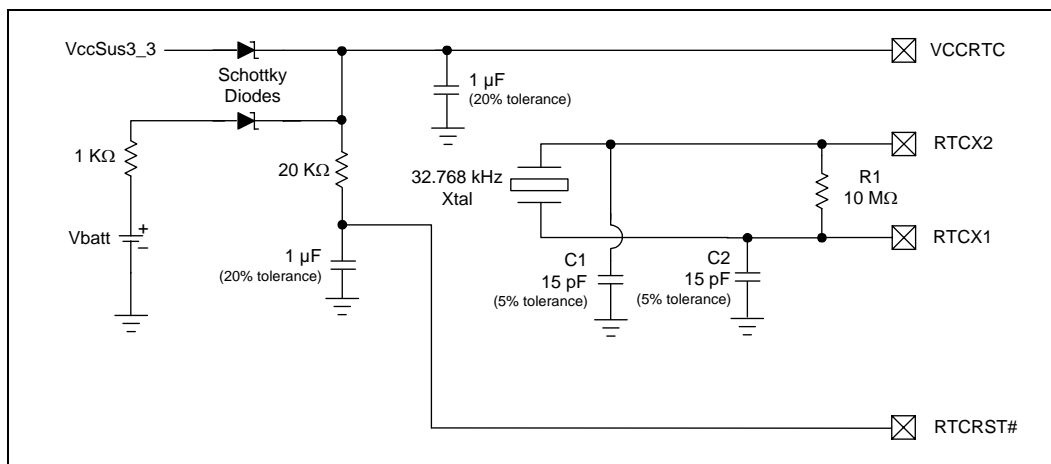 VccSus3_3
Schottky
Diodes
1 µF
(20% tolerance)
VCCRTC
1 KΩ
20 KΩ
32.768 kHz
Xtal
RTCX2
R1
10 MΩ
Vbatt
+
–
1 µF
(20% tolerance)
C1
15 pF
(5% tolerance)
C2
15 pF
(5% tolerance)
RTCX1
RTCRST#